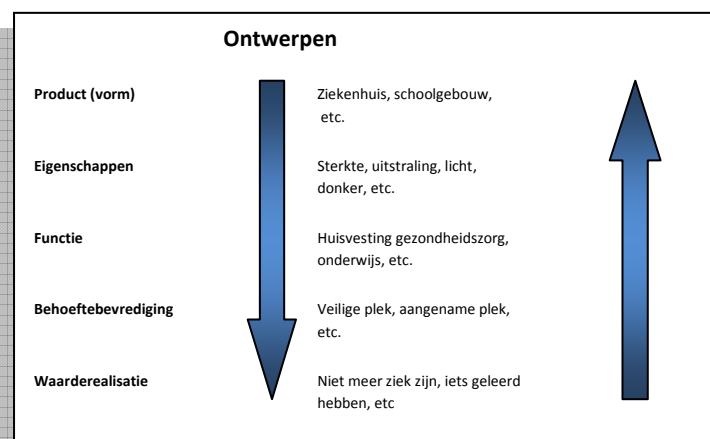 Ontwerpen
Product (vorm)
Ziekenhuis, schoolgebouw,
etc.
Eigenschappen
Sterkte, uitstraling, licht,
donker, etc.
Functie
Huisvesting gezondheidszorg,
onderwijs, etc.
Behoeftebevrediging
Veilige plek, aangename plek,
etc.
Waarderealisatie
Niet meer ziek zijn, iets geleerd
hebben, etc